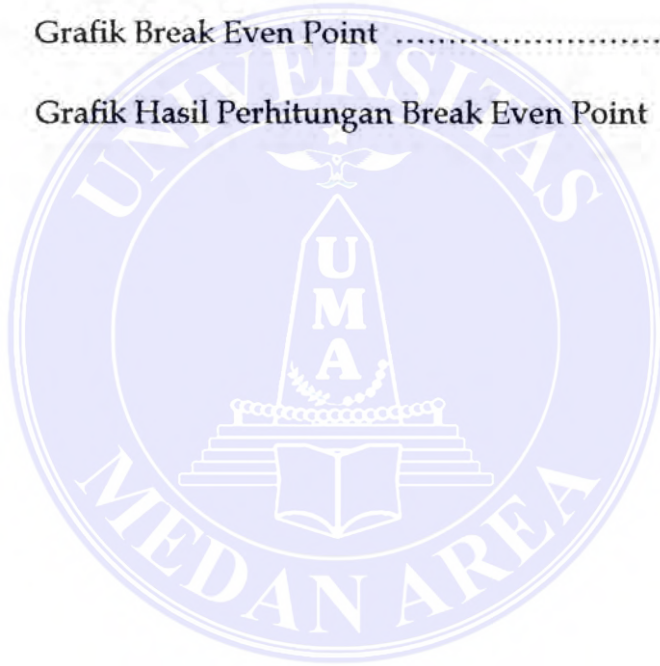 Grafik Break Even Point ...........................
Grafik Hasil Perhitungan Break Even Point
UNIVERSITAS
U
M
A
MEDAN AREA